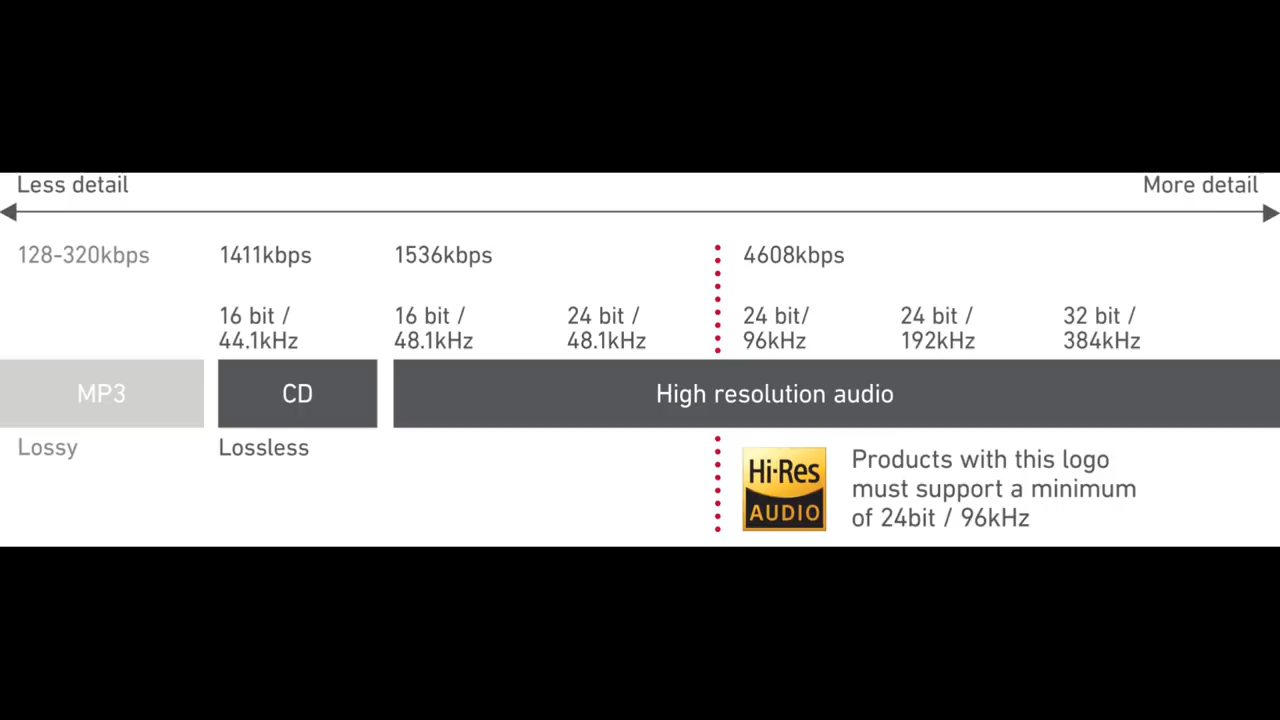 Less detail
More detail
128-320kbps
1411kbps
1536kbps
4608kbps
16 bit /
44.1kHz
16 bit /
48.1kHz
24 bit /
48.1kHz
24 bit/
96kHz
24 bit /
192kHz
32 bit /
384kHz
MP3
CD
High resolution audio
Lossy
Lossless
Hi-Res
AUDIO
Products with this logo
must support a minimum
of 24bit / 96kHz